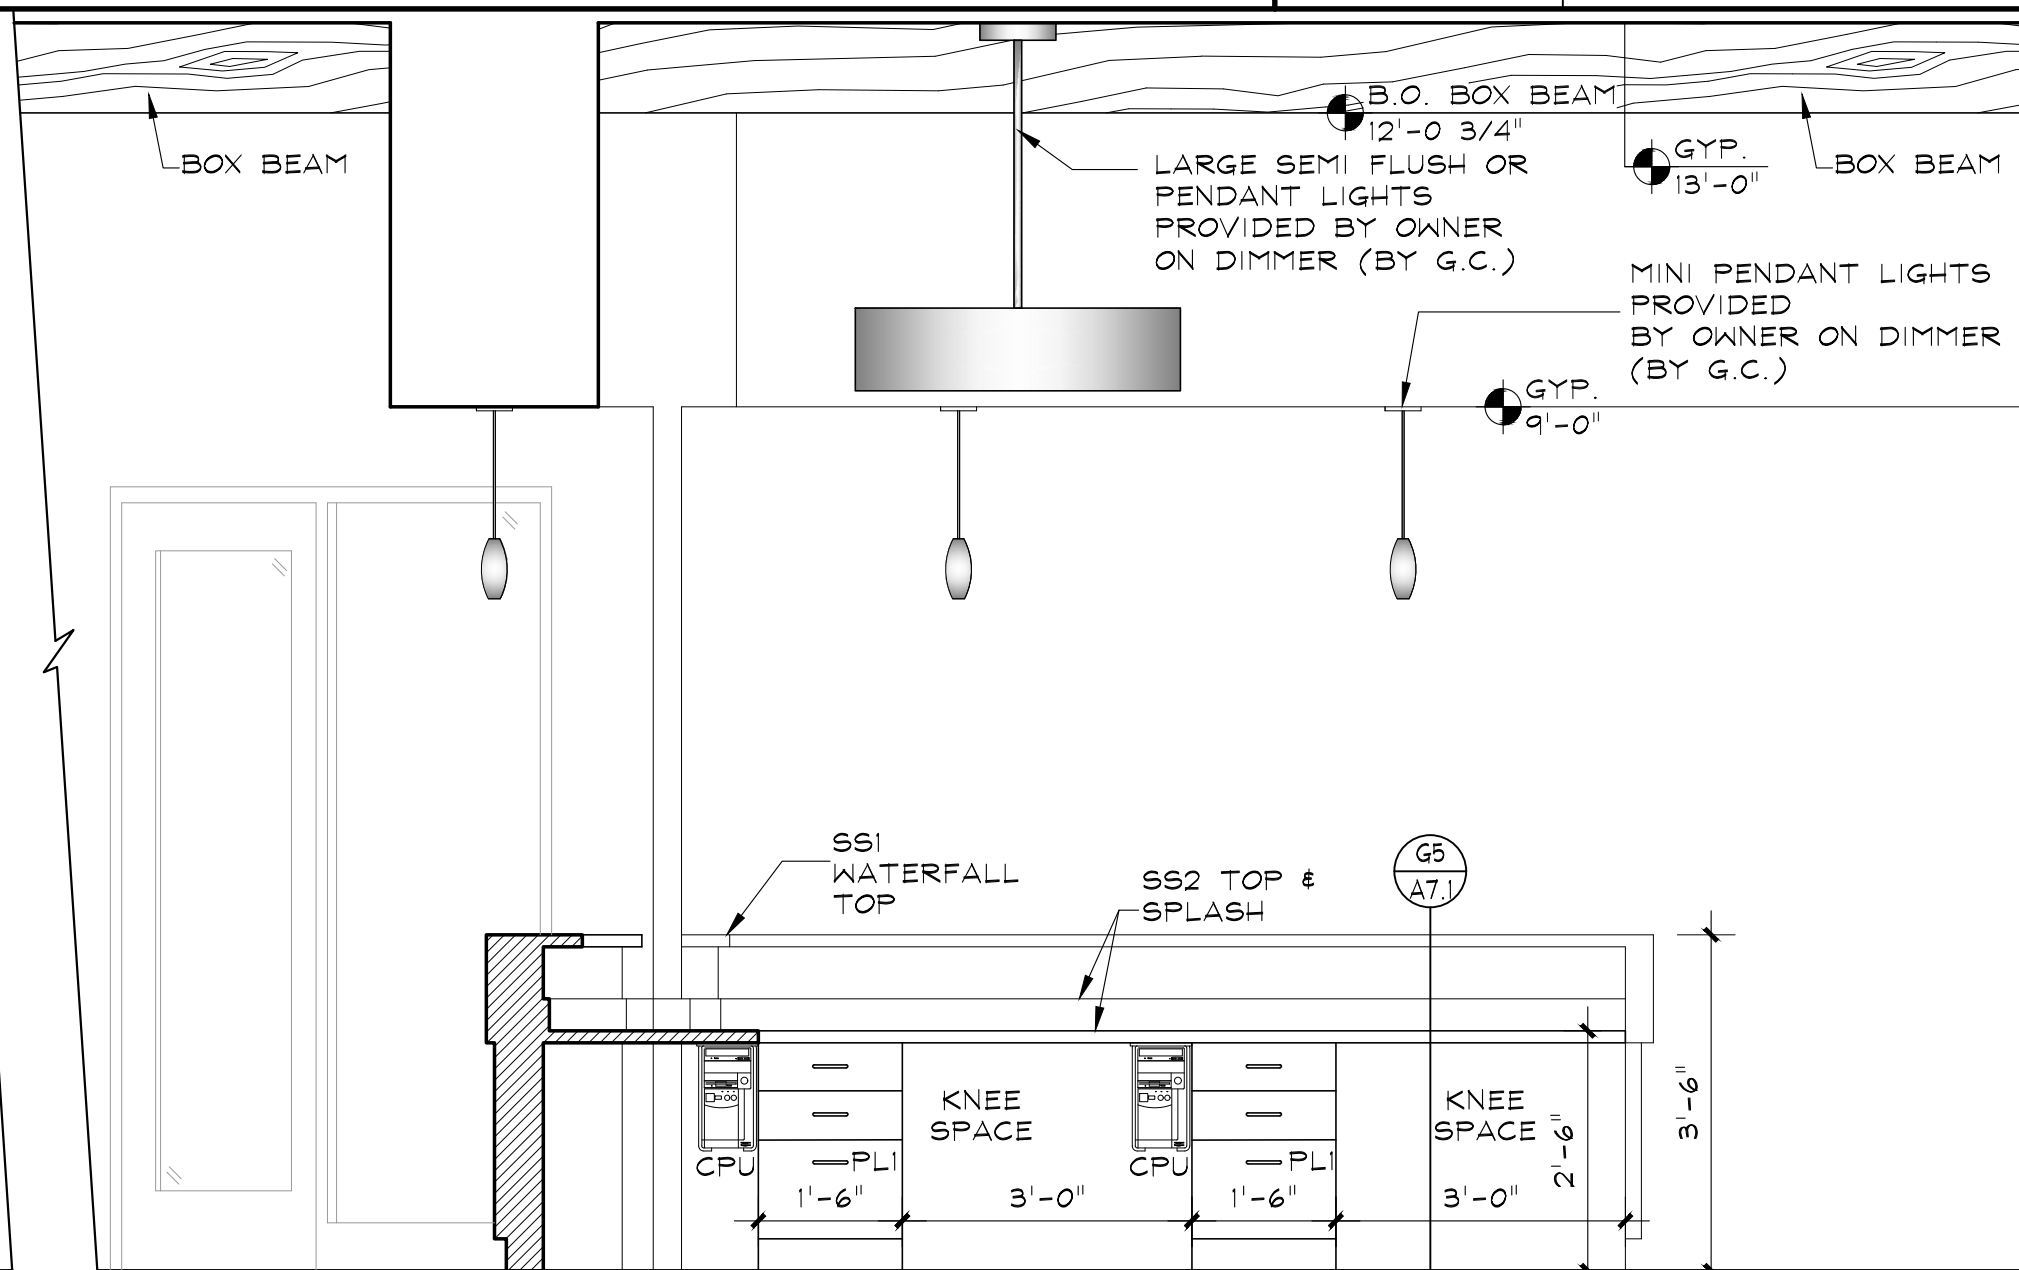 B.O. BOX BEAM
12'-0 3/4"
GYP.
13'-0"
BOX BEAM
BOX BEAM
LARGE SEMI FLUSH OR
PENDANT LIGHTS
PROVIDED BY OWNER
ON DIMMER (BY G.C.)
MINI PENDANT LIGHTS
PROVIDED
BY OWNER ON DIMMER
(BY G.C.)
GYP.
9'-0"
SS1
WATERFALL
TOP
SS2 TOP &
SPLASH
G5
A7.1
KNEE
SPACE
KNEE
SPACE
CPU
PL1
CPU
PL1
1'-6"
3'-0"
1'-6"
3'-0"
2'-6"
3'-6"